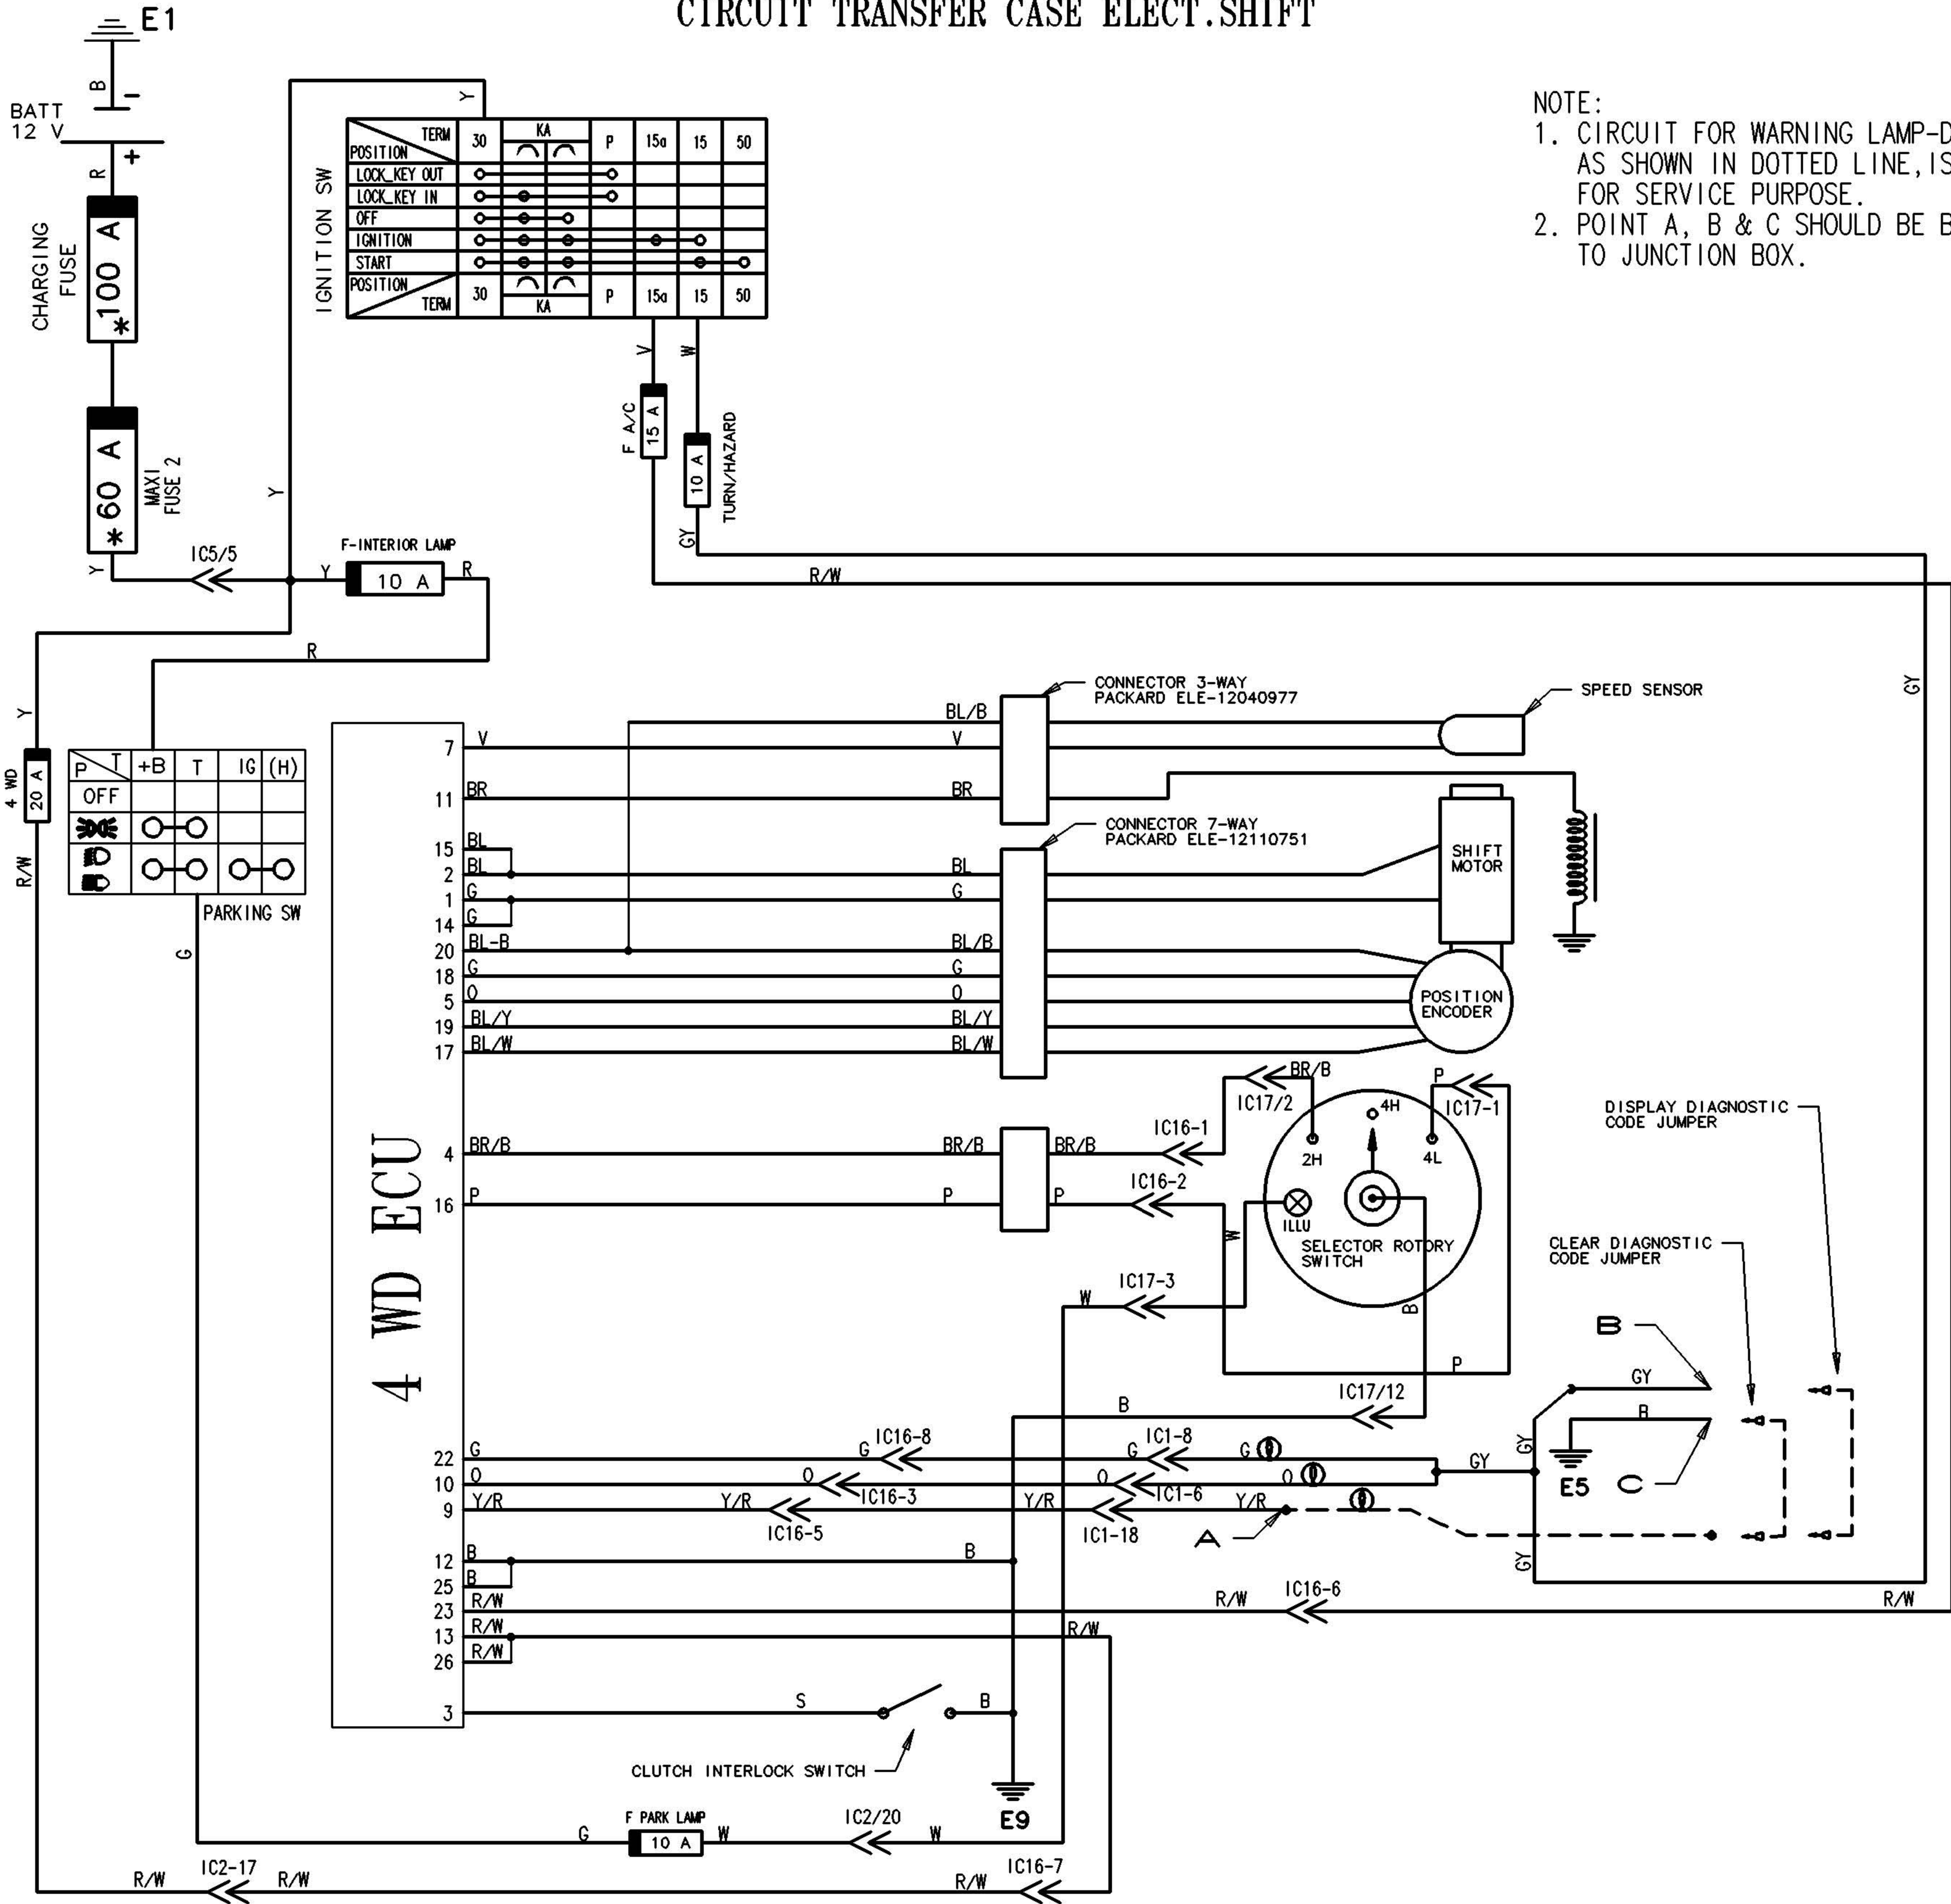 CIRCUIT TRANSFER CASE ELECT.SHIFT
E1
B
BATT
12 V
-
+
R
CHARGING
FUSE
*100 A
*60 A
MAXI
FUSE 2
Y
IC5/5
Y
Y
F-INTERIOR LAMP
Y
10 A
R
R
IGNITION SW
TERM
POSITION
30
KA
P
15a
15
50
LOCK_KEY OUT
LOCK_KEY IN
OFF
IGNITION
START
POSITION
TERM
30
KA
P
15a
15
50
V
W
F A/C
15 A
10 A
TURN/HAZARD
GY
R/W
NOTE:
1. CIRCUIT FOR WARNING LAMP-D
AS SHOWN IN DOTTED LINE,IS
FOR SERVICE PURPOSE.
2. POINT A, B & C SHOULD BE B
TO JUNCTION BOX.
Y
4 WD
20 A
R/W
P
T
+B
T
IG
(H)
OFF
PARKING SW
G
4 WD ECU
CONNECTOR 3-WAY
PACKARD ELE-12040977
SPEED SENSOR
GY
BL/B
7
V
V
11
BR
BR
CONNECTOR 7-WAY
PACKARD ELE-12110751
15
BL
2
BL
BL
1
G
G
14
G
20
BL-B
BL/B
18
G
G
5
O
O
19
BL/Y
BL/Y
17
BL/W
BL/W
SHIFT
MOTOR
POSITION
ENCODER
BR/B
IC17/2
P
IC17-1
4H
2H
4L
ILLU
SELECTOR ROTORY
SWITCH
4
BR/B
BR/B
BR/B
IC16-1
16
P
P
P
IC16-2
W
W
IC17-3
B
P
DISPLAY DIAGNOSTIC
CODE JUMPER
CLEAR DIAGNOSTIC
CODE JUMPER
B
GY
B
E5
C
B
IC17/12
22
G
G
IC16-8
G
IC1-8
G
10
O
O
IC16-3
O
IC1-6
O
9
Y/R
Y/R
IC16-5
Y/R
IC1-18
Y/R
A
GY
GY
GY
12
B
B
25
B
23
R/W
R/W
IC16-6
R/W
13
R/W
R/W
26
R/W
3
S
B
CLUTCH INTERLOCK SWITCH
E9
G
F PARK LAMP
10 A
W
IC2/20
W
R/W
IC2-17
R/W
R/W
IC16-7